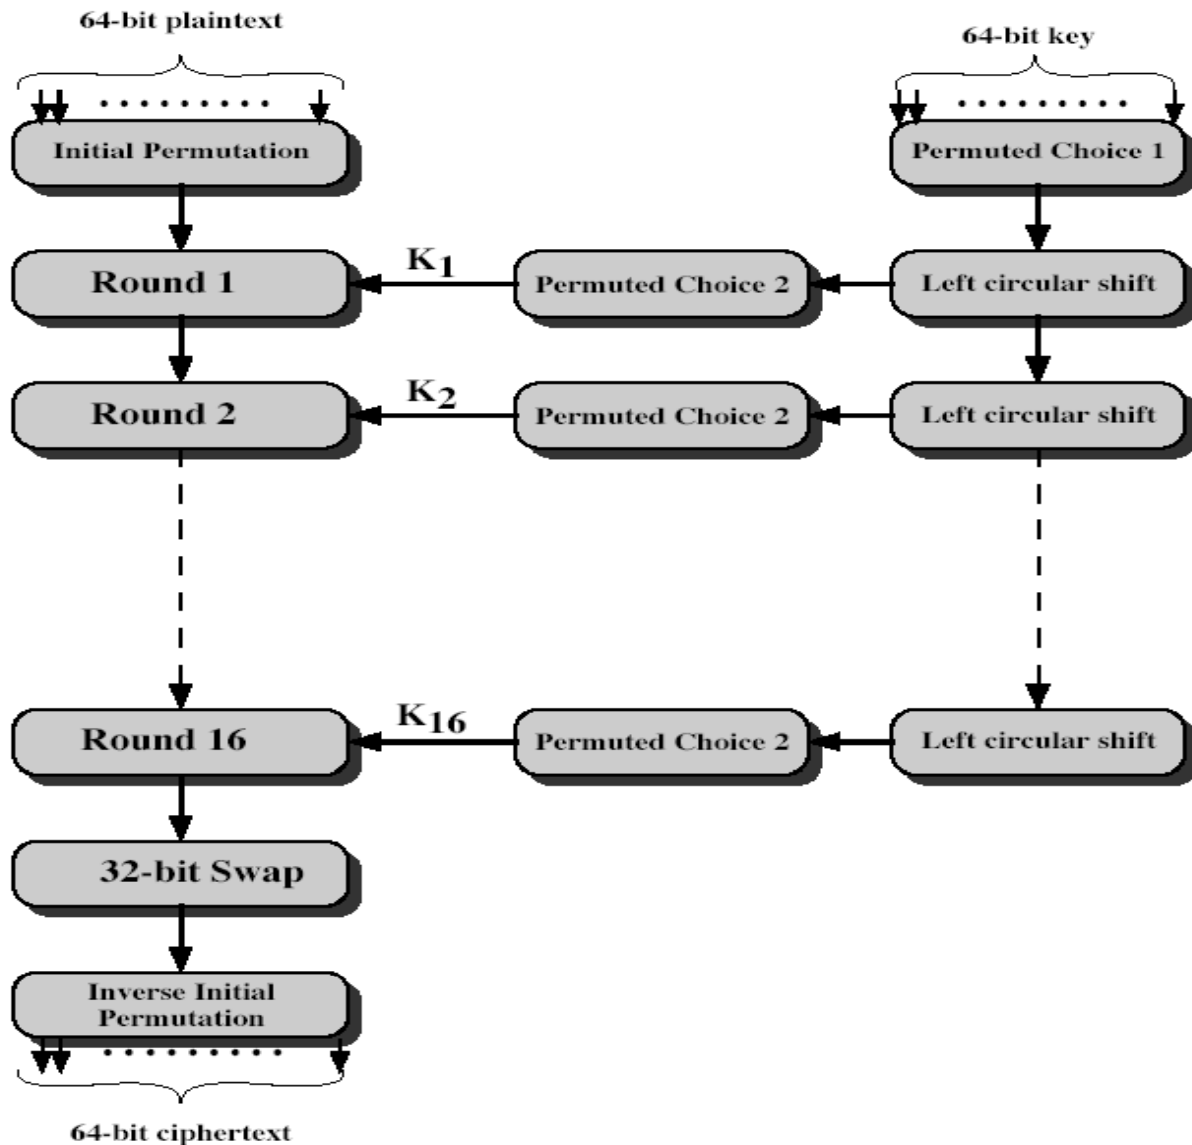 64-bit plaintext
64-bit key
Initial Permutation
Permuted Choice 1
Round 1
K1
Permuted Choice 2
Left circular shift
Round 2
K2
Permuted Choice 2
Left circular shift
Round 16
K16
Permuted Choice 2
Left circular shift
32-bit Swap
Inverse Initial
Permutation
64-bit ciphertext